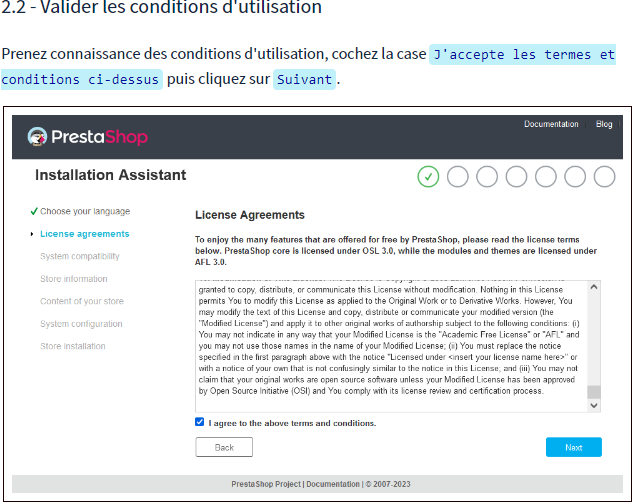 2.2 - Valider les conditions d'utilisation
Prenez connaissance des conditions d'utilisation, cochez la case J'accepte les termes et
conditions ci-dessus puis cliquez sur Suivant.
Documentation Blog
PrestaShop
Installation Assistant
Choose your language
License agreements
System compatibility
Store information
Content of your store
System configuration
Store installation
License Agreements
To enjoy the many features that are offered for free by PrestaShop, please read the license terms
below. PrestaShop core is licensed under OSL 3.0, while the modules and themes are licensed under
AFL 3.0.
granted to copy, distribute, or communicate this License without modification. Nothing in this License
permits You to modify this License as applied to the Original Work or to Derivative Works. However, You
may modify the text of this License and copy, distribute or communicate your modified version (the
"Modified License") and apply it to other original works of authorship subject to the following conditions: (i)
You may not indicate in any way that your Modified License is the "Academic Free License" or "AFL" and
you may not use those names in the name of your Modified License; (ii) You must replace the notice
specified in the first paragraph above with the notice "Licensed under <insert your license name here>" or
with a notice of your own that is not confusingly similar to the notice in this License; and (iii) You may not
claim that your original works are open source software unless your Modified License has been approved
by Open Source Initiative (OSI) and You comply with its license review and certification process.
I agree to the above terms and conditions.
Back
Next
PrestaShop Project | Documentation | © 2007-2023